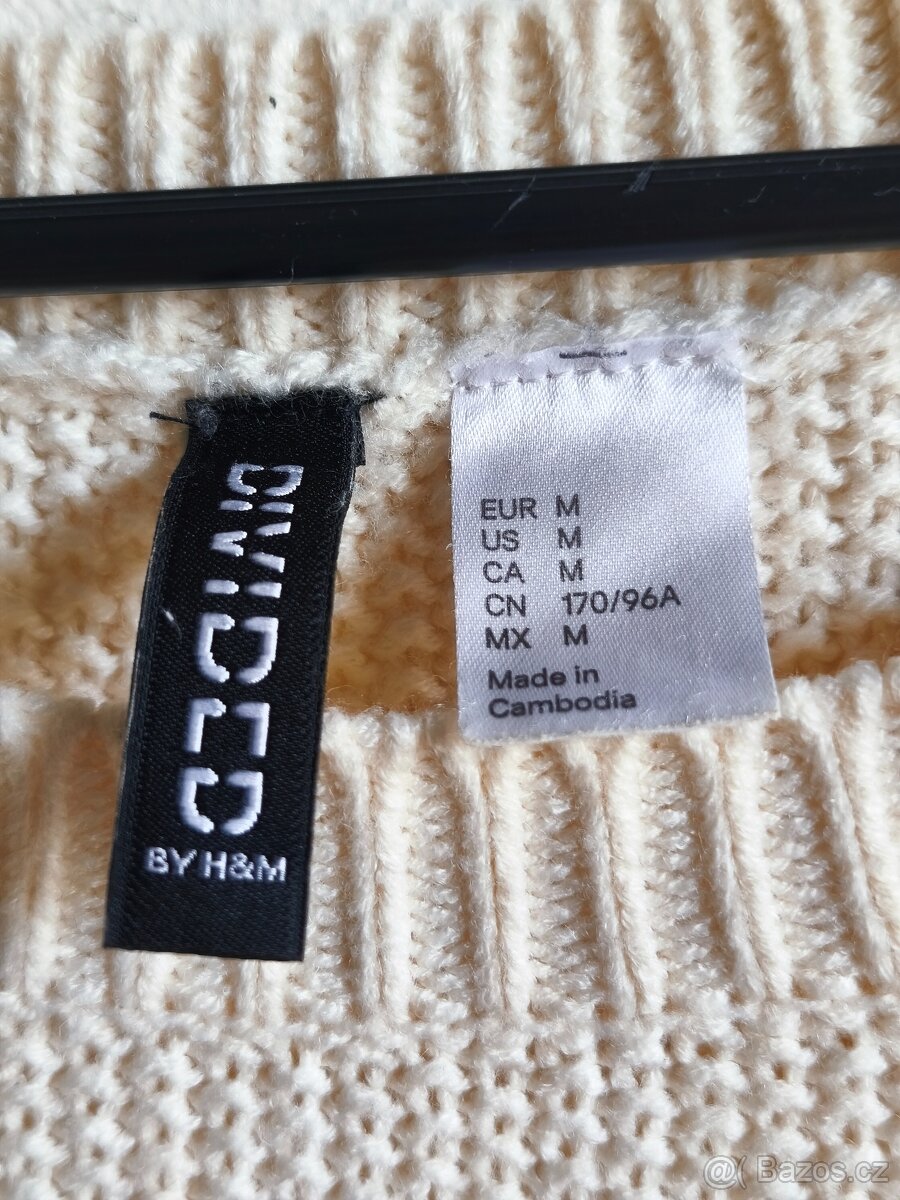 DIVIDED
BY H&M
EUR M
US M
CA M
CN 170/96A
MX M
Made in
Cambodia
@ Bazos.cz